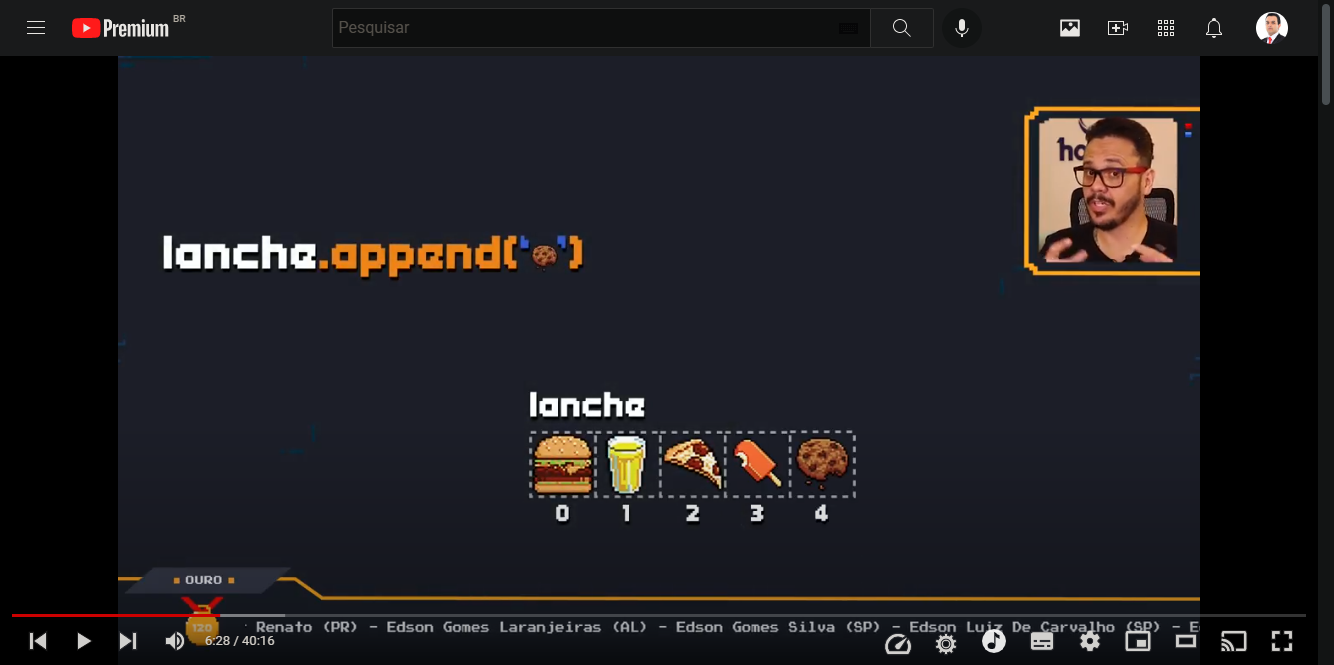 Premium BR
Pesquisar
lanche.append('🍪')
lanche
0 1 2 3 4
OURO
120
Renato (PR) - Edson Gomes Laranjeiras (AL) - Edson Gomes Silva (SP) - Edson Luiz De Carvalho (SP) - E
6:28 / 40:16